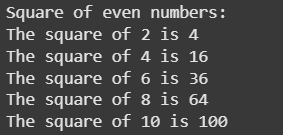 Square of even numbers:
The square of 2 is 4
The square of 4 is 16
The square of 6 is 36
The square of 8 is 64
The square of 10 is 100